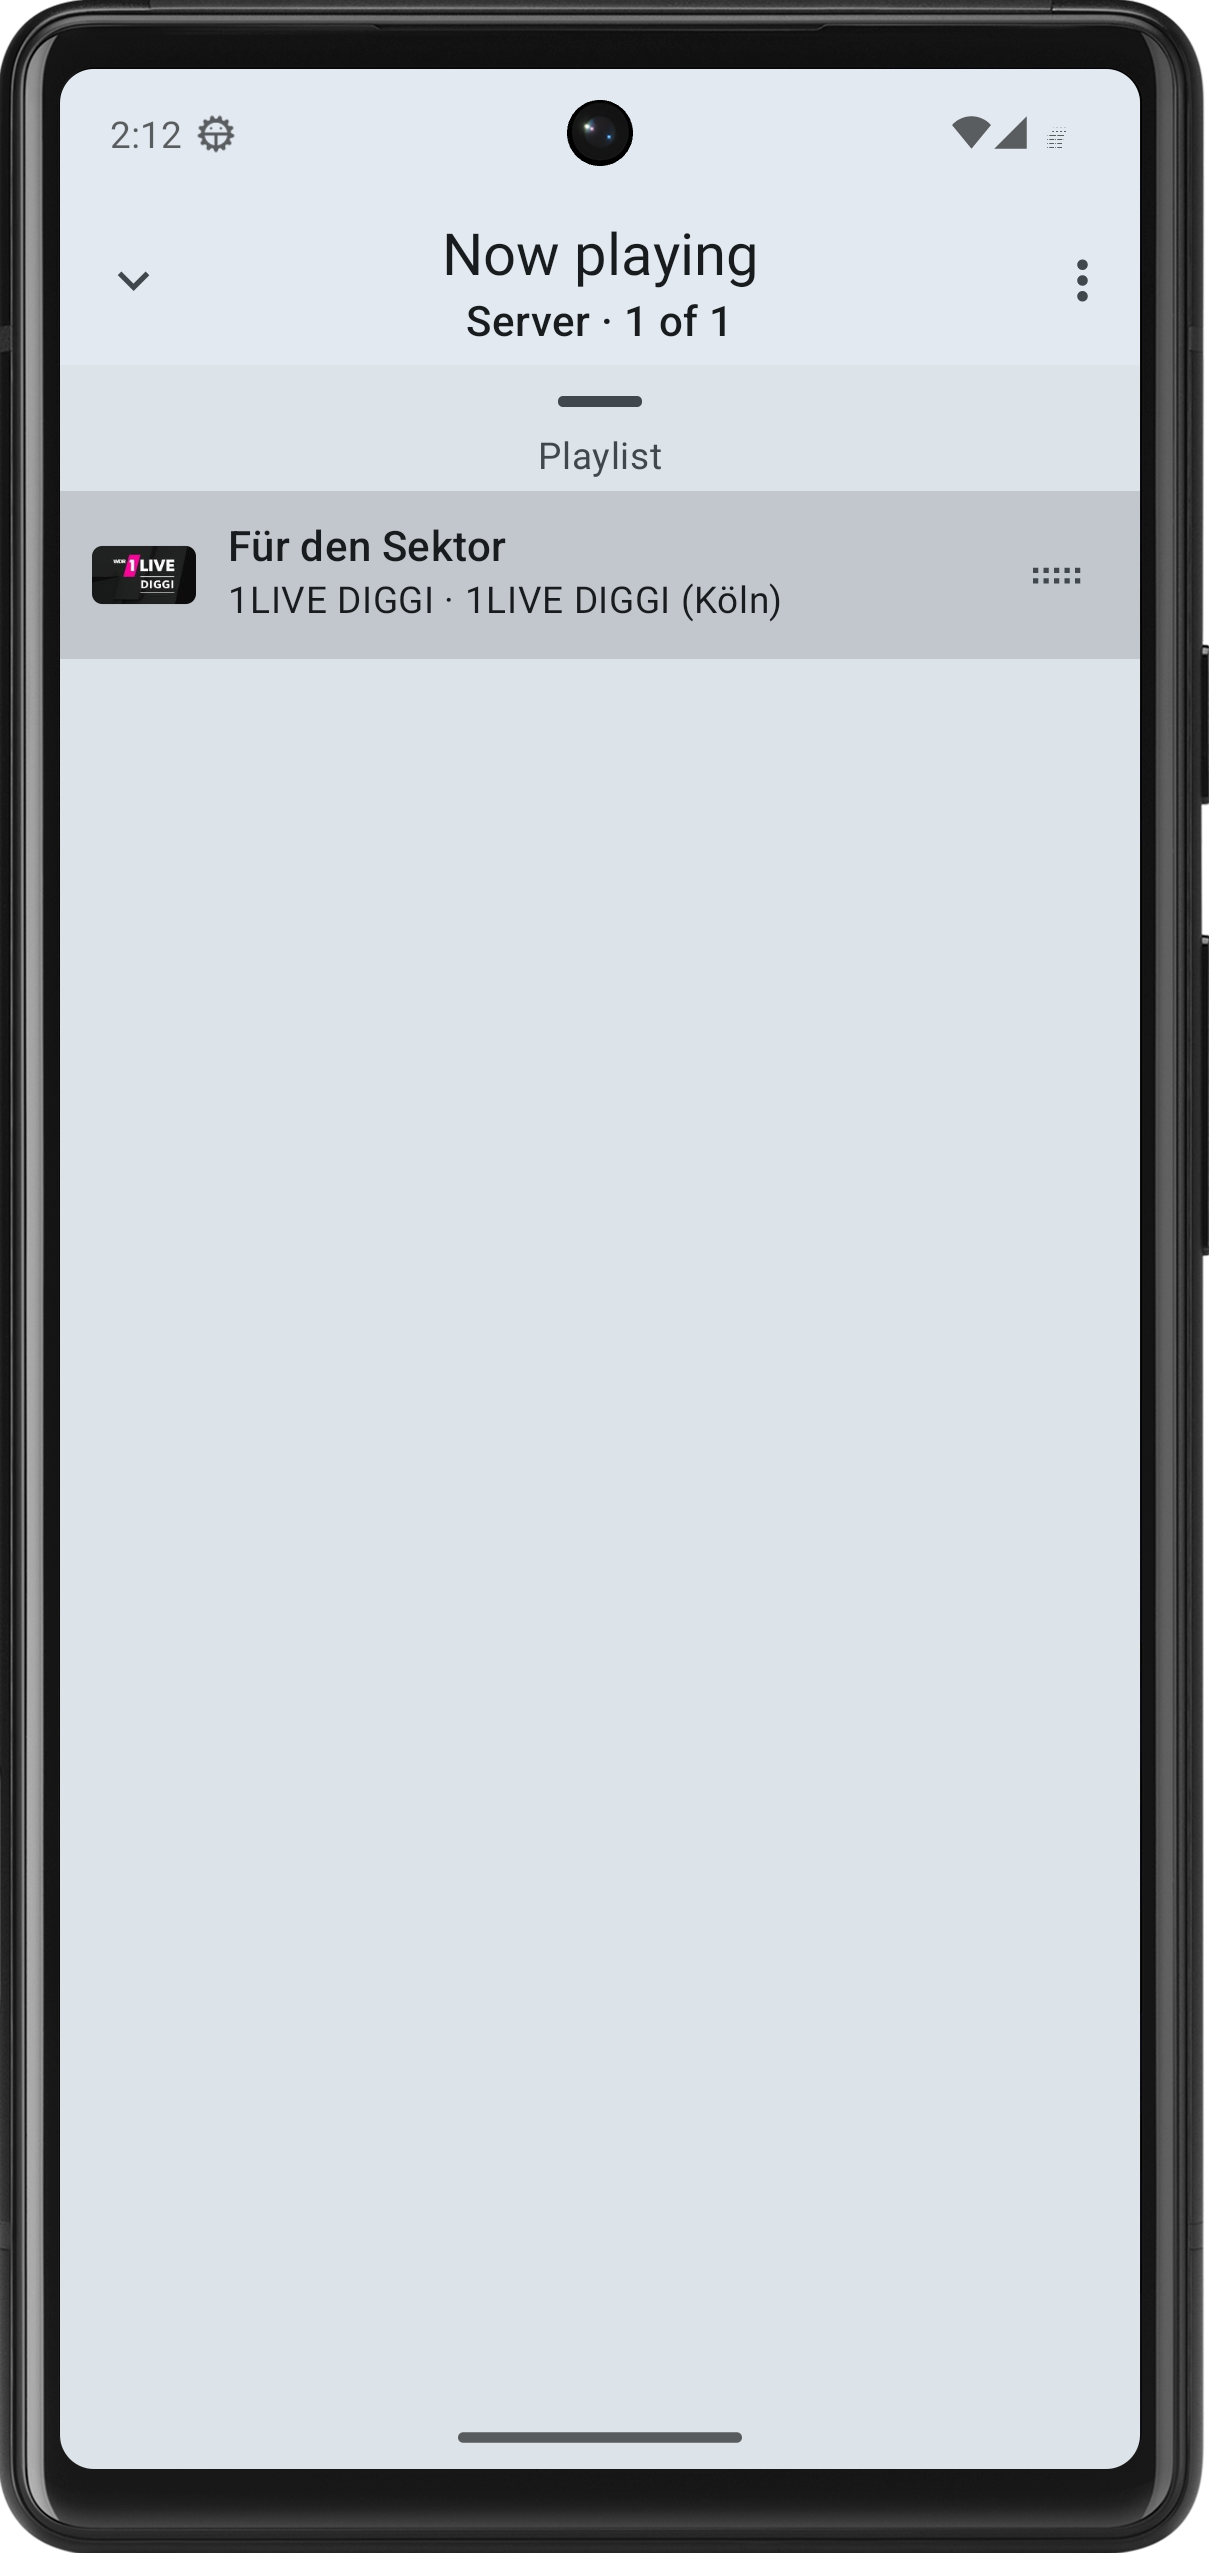 2:12
Now playing
Server · 1 of 1
Playlist
Für den Sektor
WDR 1LIVE
DIGGI
1LIVE DIGGI · 1LIVE DIGGI (Köln)